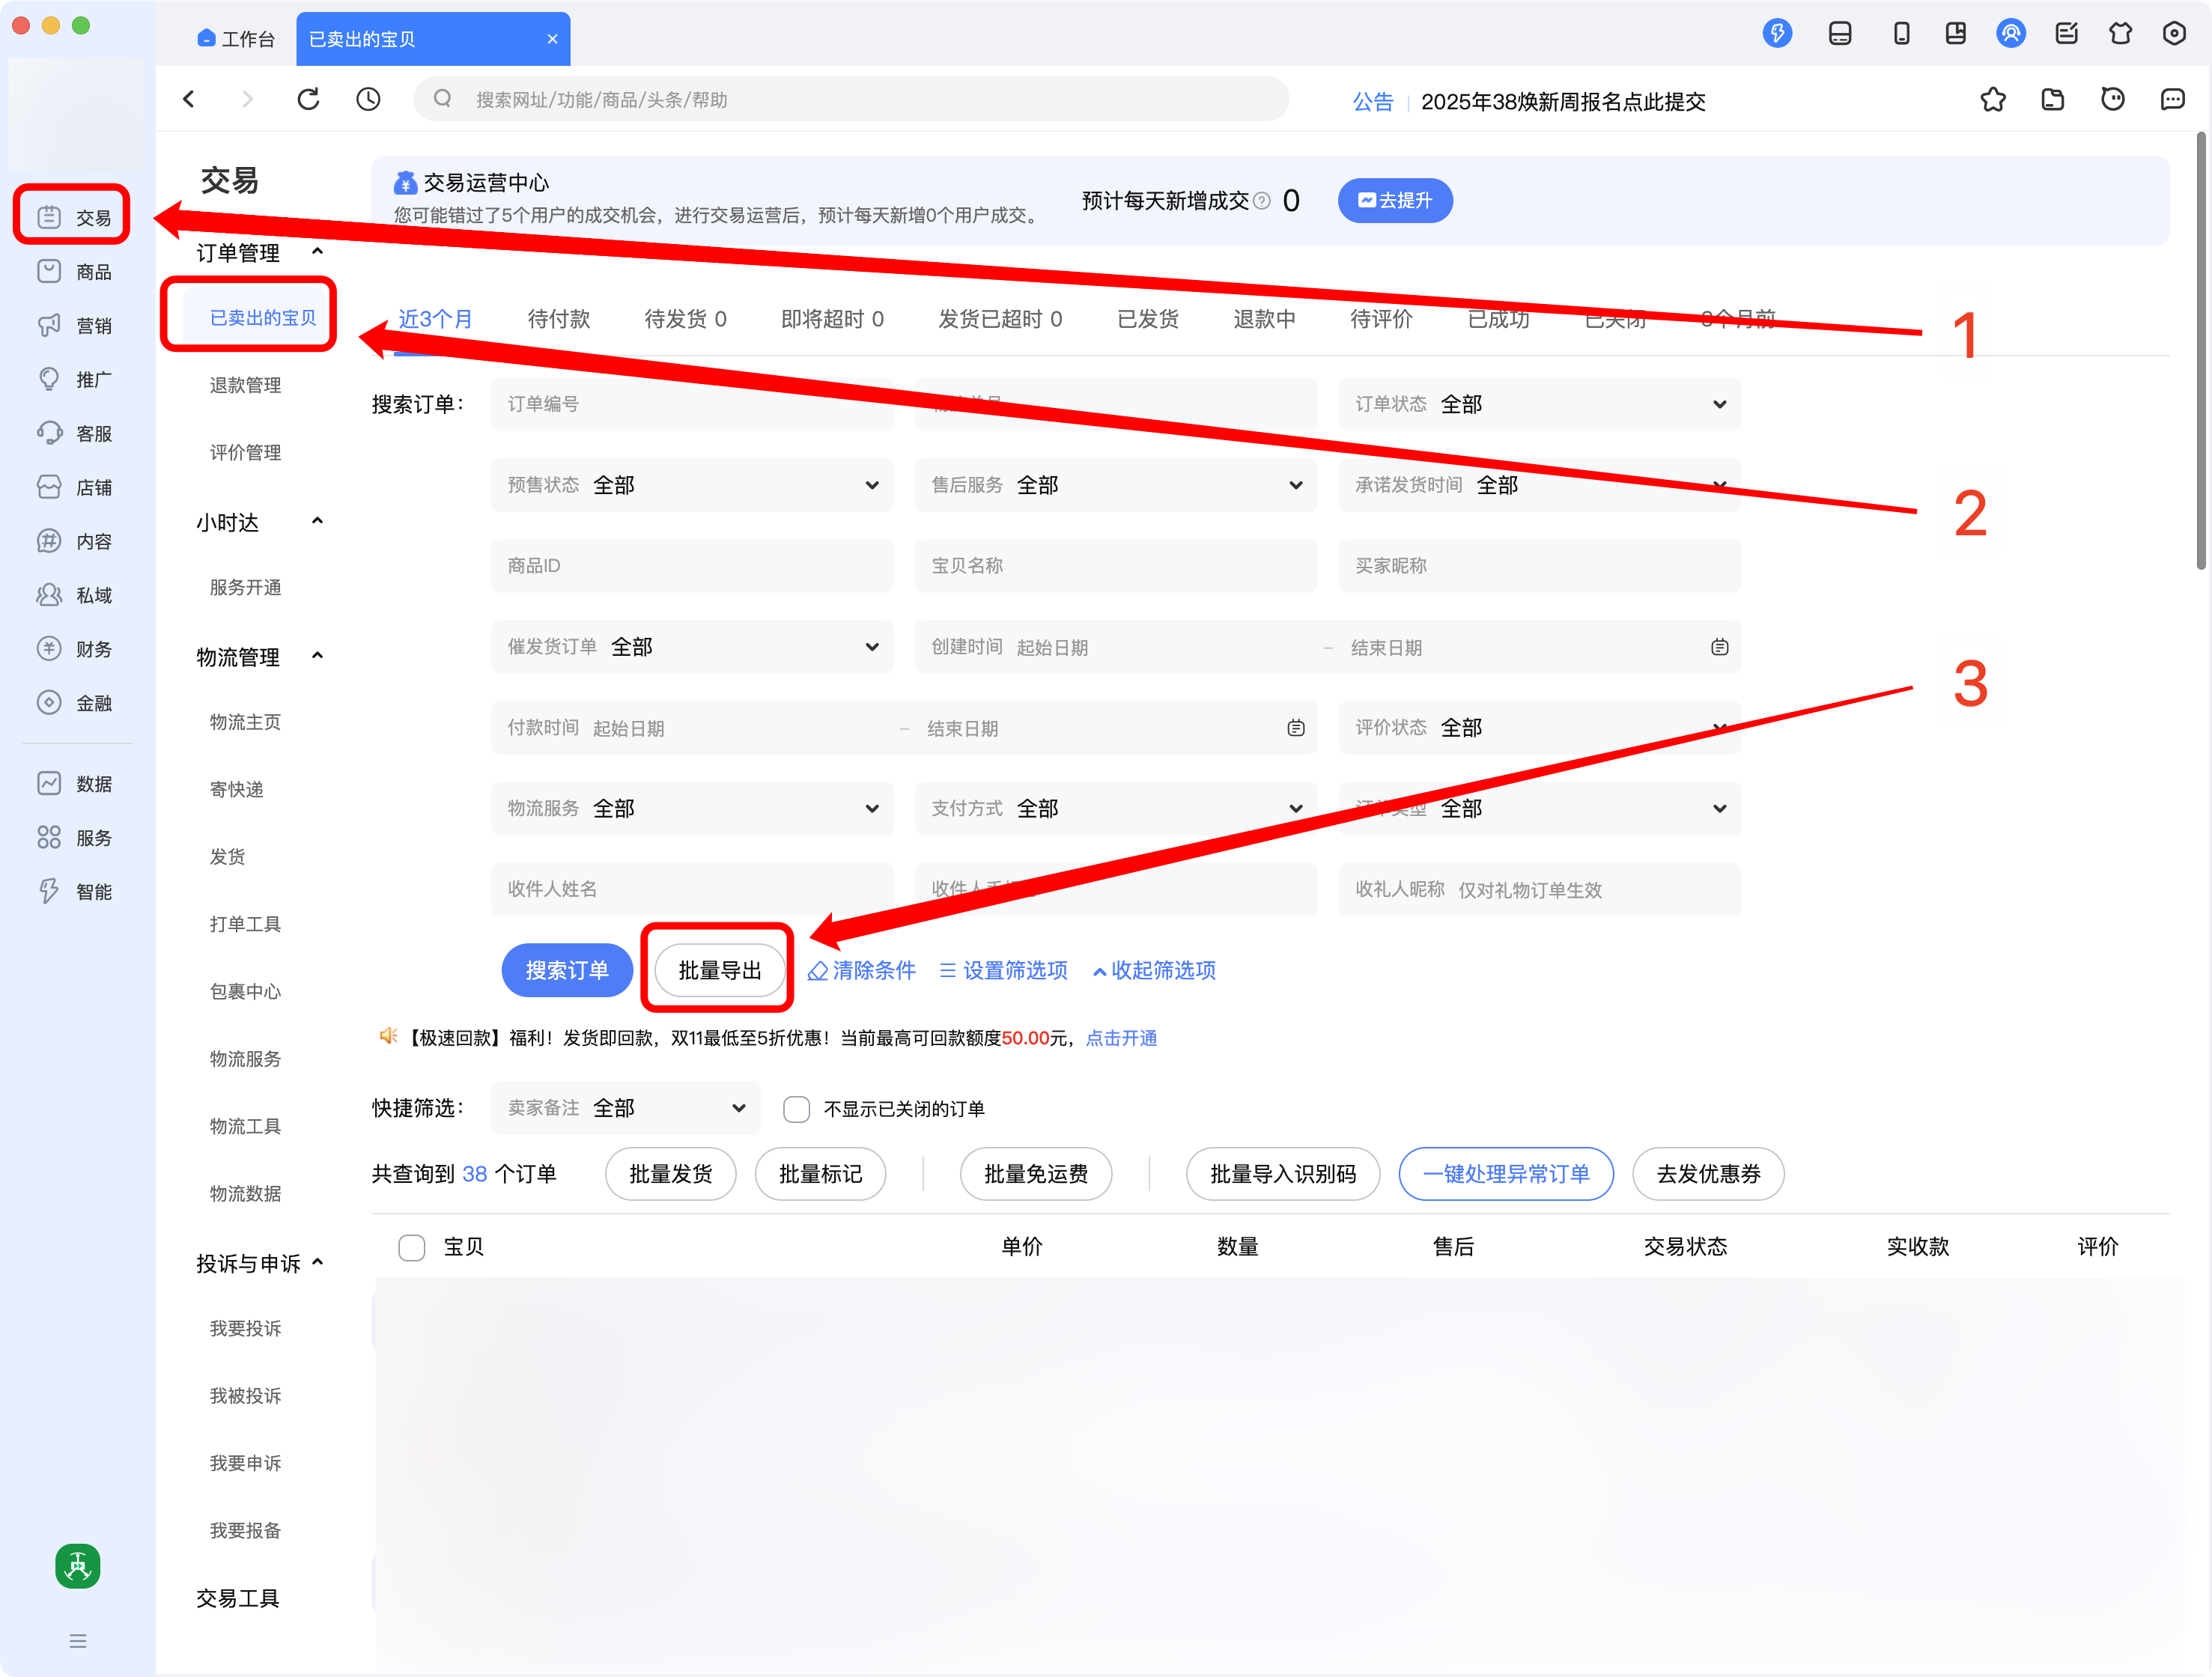 工作台
已卖出的宝贝
搜索网址/功能/商品/头条/帮助
公告
2025年38焕新周报名点此提交
交易
商品
营销
推广
客服
店铺
内容
私域
财务
金融
数据
服务
智能
交易
订单管理
已卖出的宝贝
退款管理
评价管理
小时达
服务开通
物流管理
物流主页
寄快递
发货
打单工具
包裹中心
物流服务
物流工具
物流数据
投诉与申诉
我要投诉
我被投诉
我要申诉
我要报备
交易工具
交易运营中心
您可能错过了5个用户的成交机会，进行交易运营后，预计每天新增0个用户成交。
预计每天新增成交 0
去提升
近3个月 待付款 待发货 0 即将超时 0 发货已超时 0 已发货 退款中 待评价 已成功 已关闭 3个月前
1
搜索订单： 订单编号 订单状态 全部
预售状态 全部 售后服务 全部 承诺发货时间 全部
2
商品ID 宝贝名称 买家昵称
催发货订单 全部 创建时间 起始日期 – 结束日期
3
付款时间 起始日期 – 结束日期 评价状态 全部
物流服务 全部 支付方式 全部 订单类型 全部
收件人姓名 收件人手机 收礼人昵称 仅对礼物订单生效
搜索订单 批量导出 清除条件 设置筛选项 收起筛选项
【极速回款】福利！发货即回款，双11最低至5折优惠！当前最高可回款额度50.00元，点击开通
快捷筛选： 卖家备注 全部 不显示已关闭的订单
共查询到 38 个订单 批量发货 批量标记 批量免运费 批量导入识别码 一键处理异常订单 去发优惠券
宝贝 单价 数量 售后 交易状态 实收款 评价